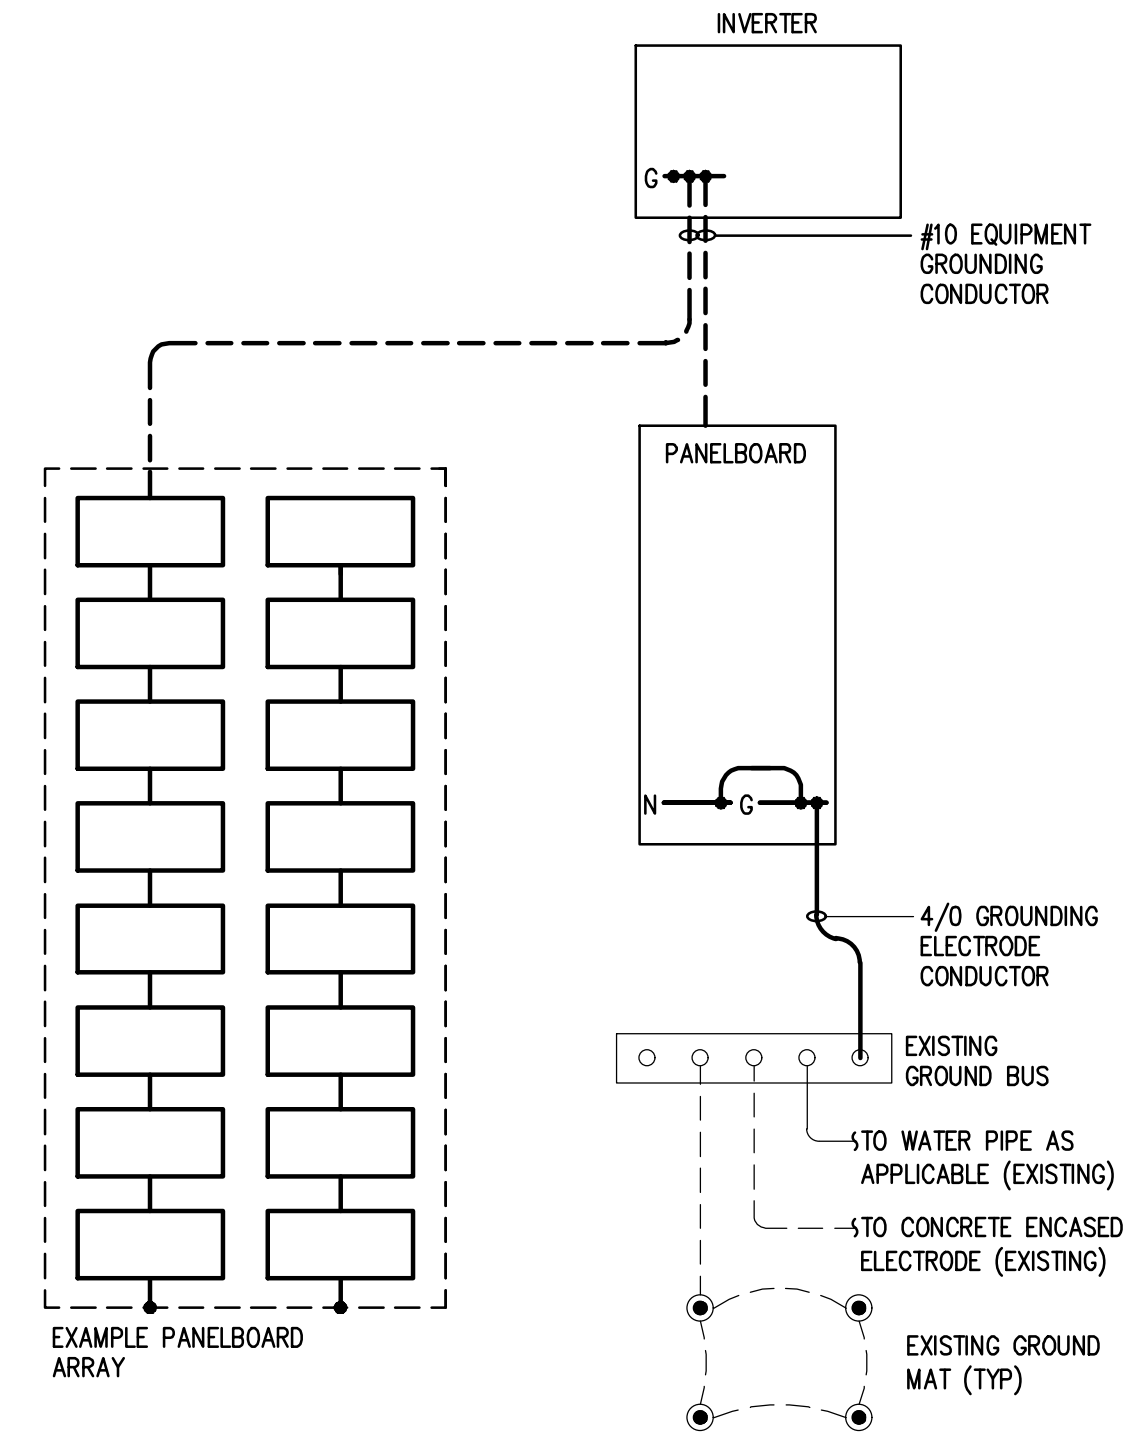 INVERTER
G
#10 EQUIPMENT
GROUNDING
CONDUCTOR
PANELBOARD
N
G
4/0 GROUNDING
ELECTRODE
CONDUCTOR
EXISTING
GROUND BUS
TO WATER PIPE AS
APPLICABLE (EXISTING)
TO CONCRETE ENCASED
ELECTRODE (EXISTING)
EXAMPLE PANELBOARD
ARRAY
EXISTING GROUND
MAT (TYP)